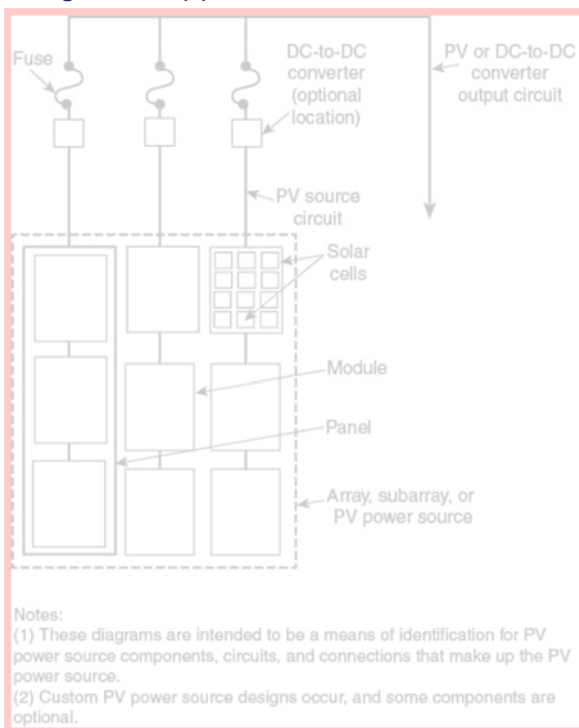 Fuse
DC-to-DC
converter
(optional
location)
PV or DC-to-DC
converter
output circuit
PV source
circuit
Solar
cells
Module
Panel
Array, subarray, or
PV power source
Notes:
(1) These diagrams are intended to be a means of identification for PV
power source components, circuits, and connections that make up the PV
power source.
(2) Custom PV power source designs occur, and some components are
optional.